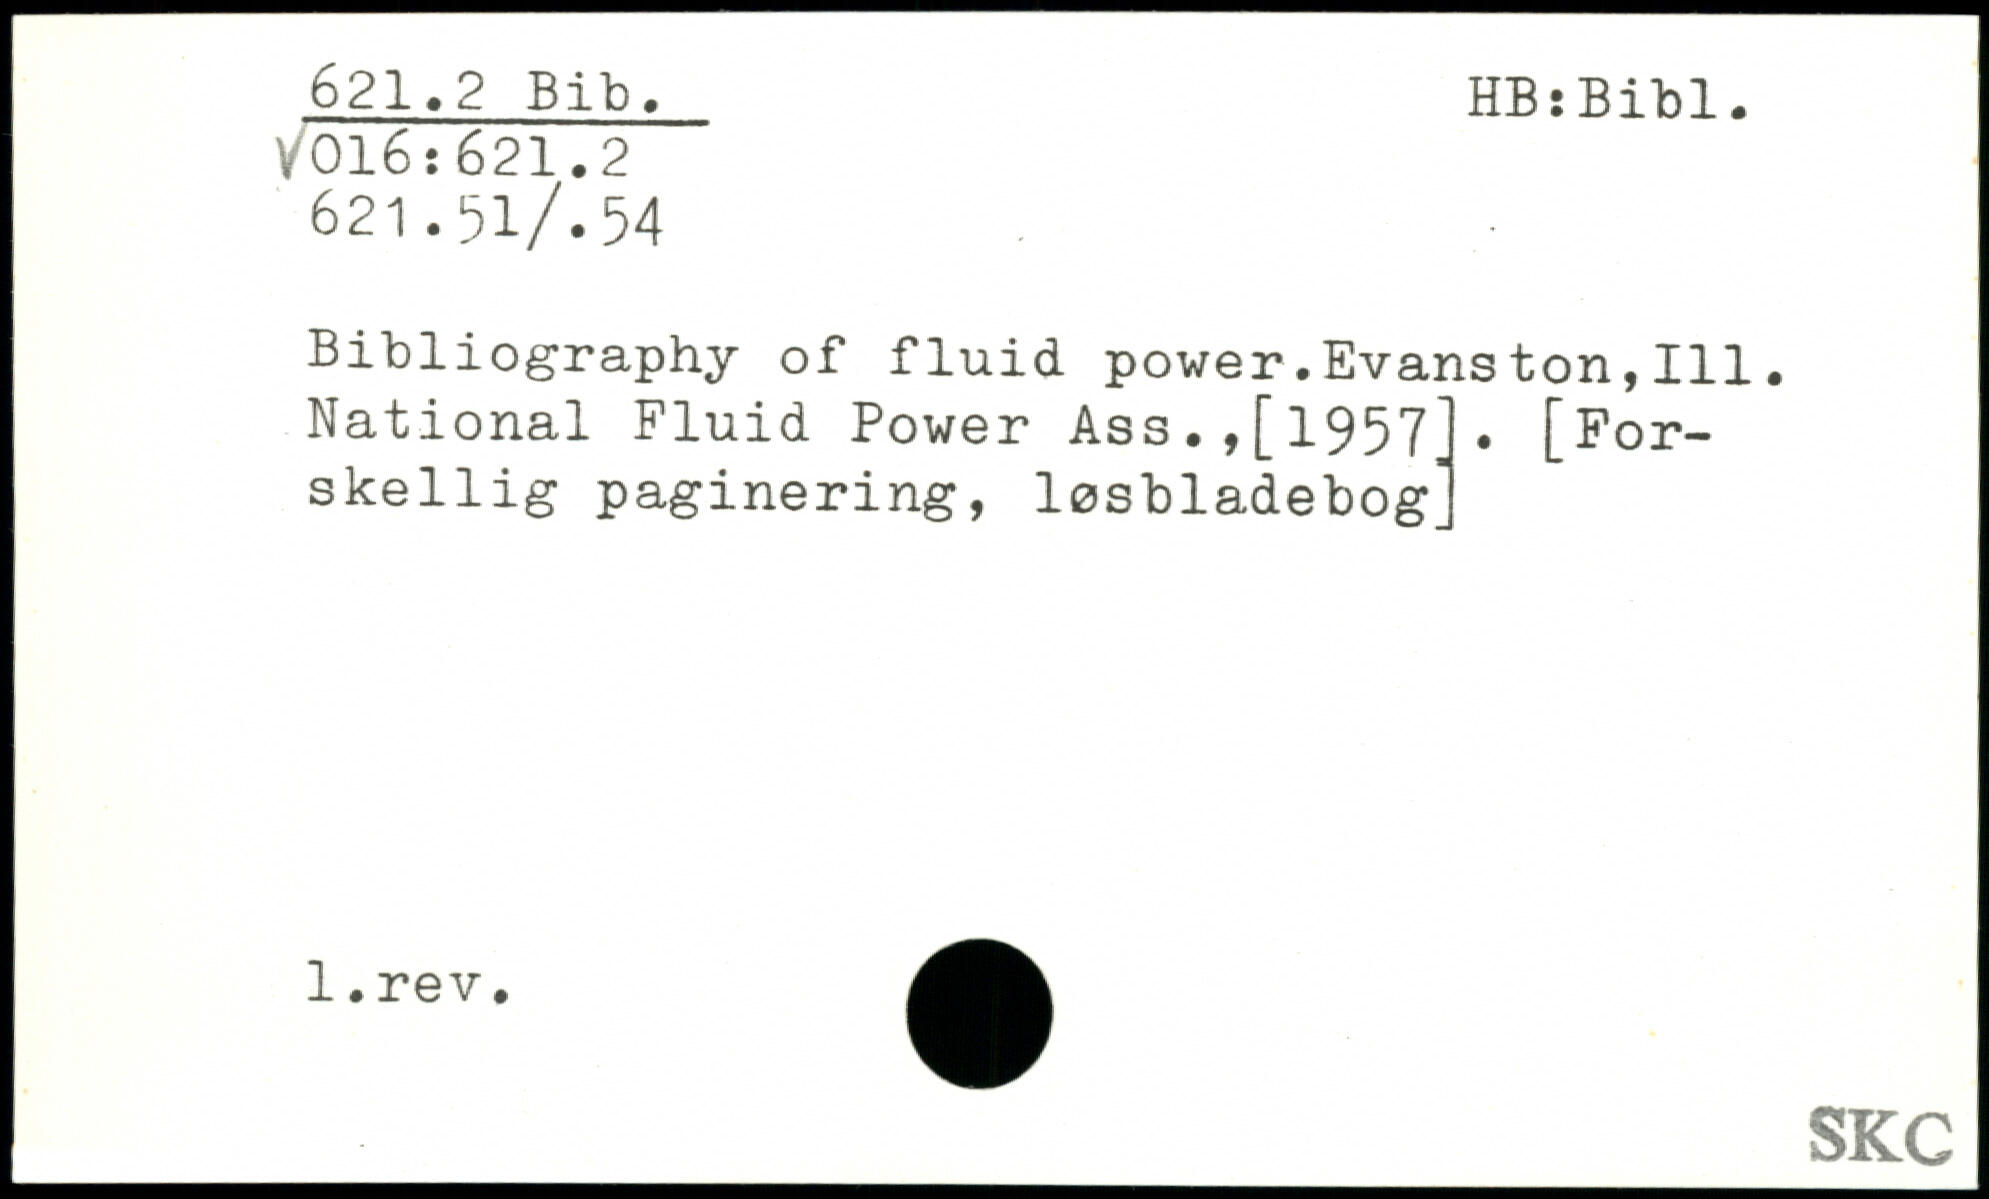 621.2 Bib.
HB:Bibl.
√016:621.2
621.51/.54
Bibliography of fluid power.Evanston,Ill.
National Fluid Power Ass.,[1957]. [For-
skellig paginering, løsbladebog]
1.rev.
SKC